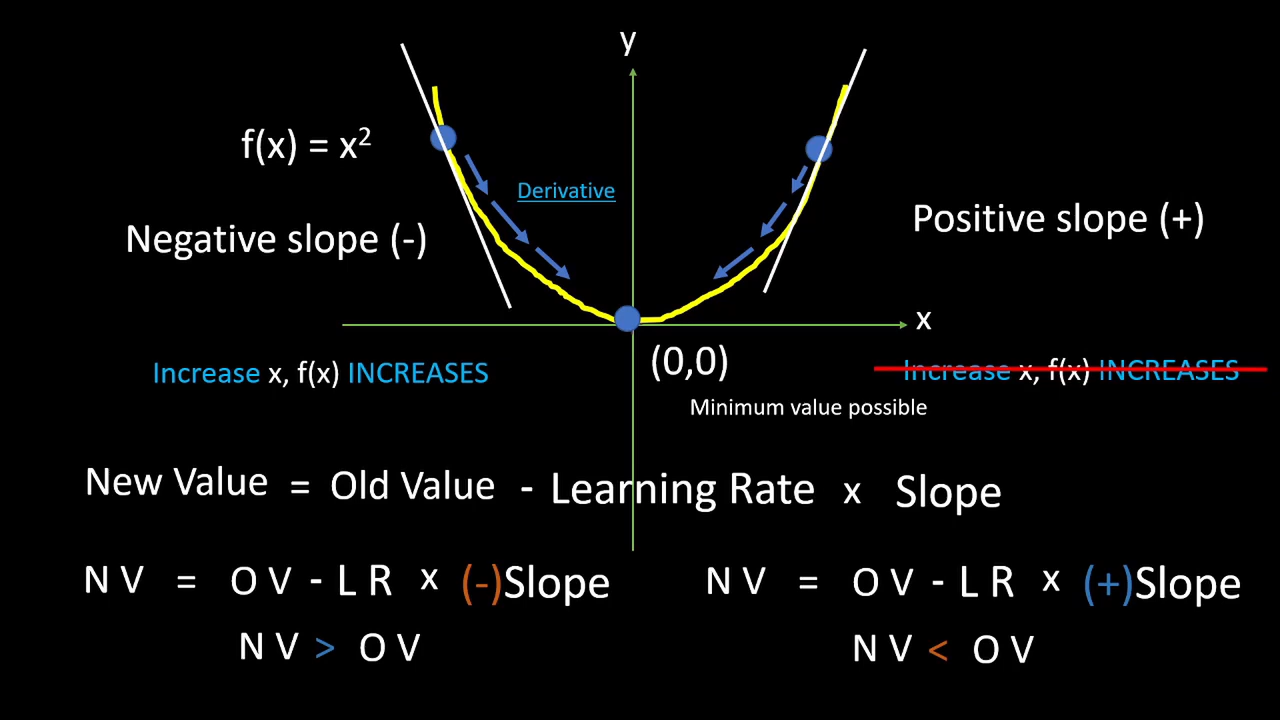 y
f(x) = x²
Derivative
Negative slope (-)
Positive slope (+)
x
(0,0)
Increase x, f(x) INCREASES
Increase x, f(x) INCREASES
Minimum value possible
New Value = Old Value - Learning Rate x Slope
N V = O V - L R x (-)Slope
N V = O V - L R x (+)Slope
N V > O V
N V < O V